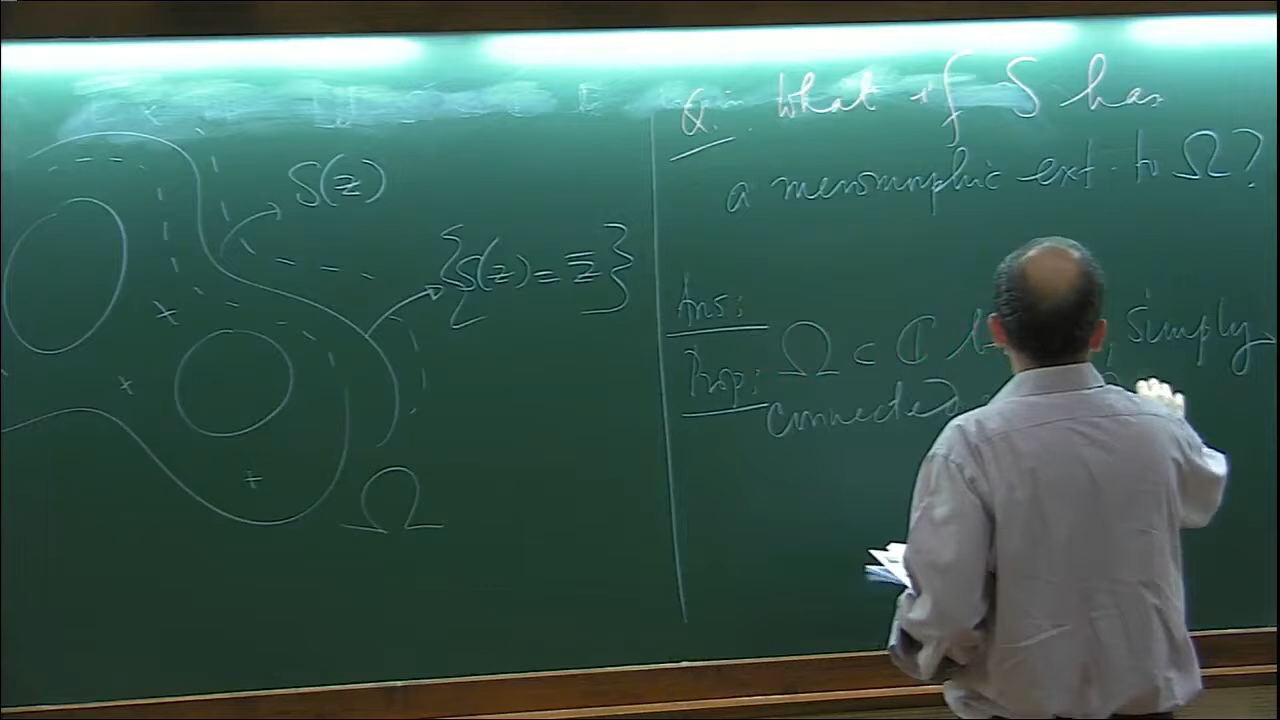 S(z)
{S(z) = z̄}
Ω
Q: What if S has
a meromorphic ext. to Ω?
Ans:
Prop: Ω ⊂ ℂ simply
connected